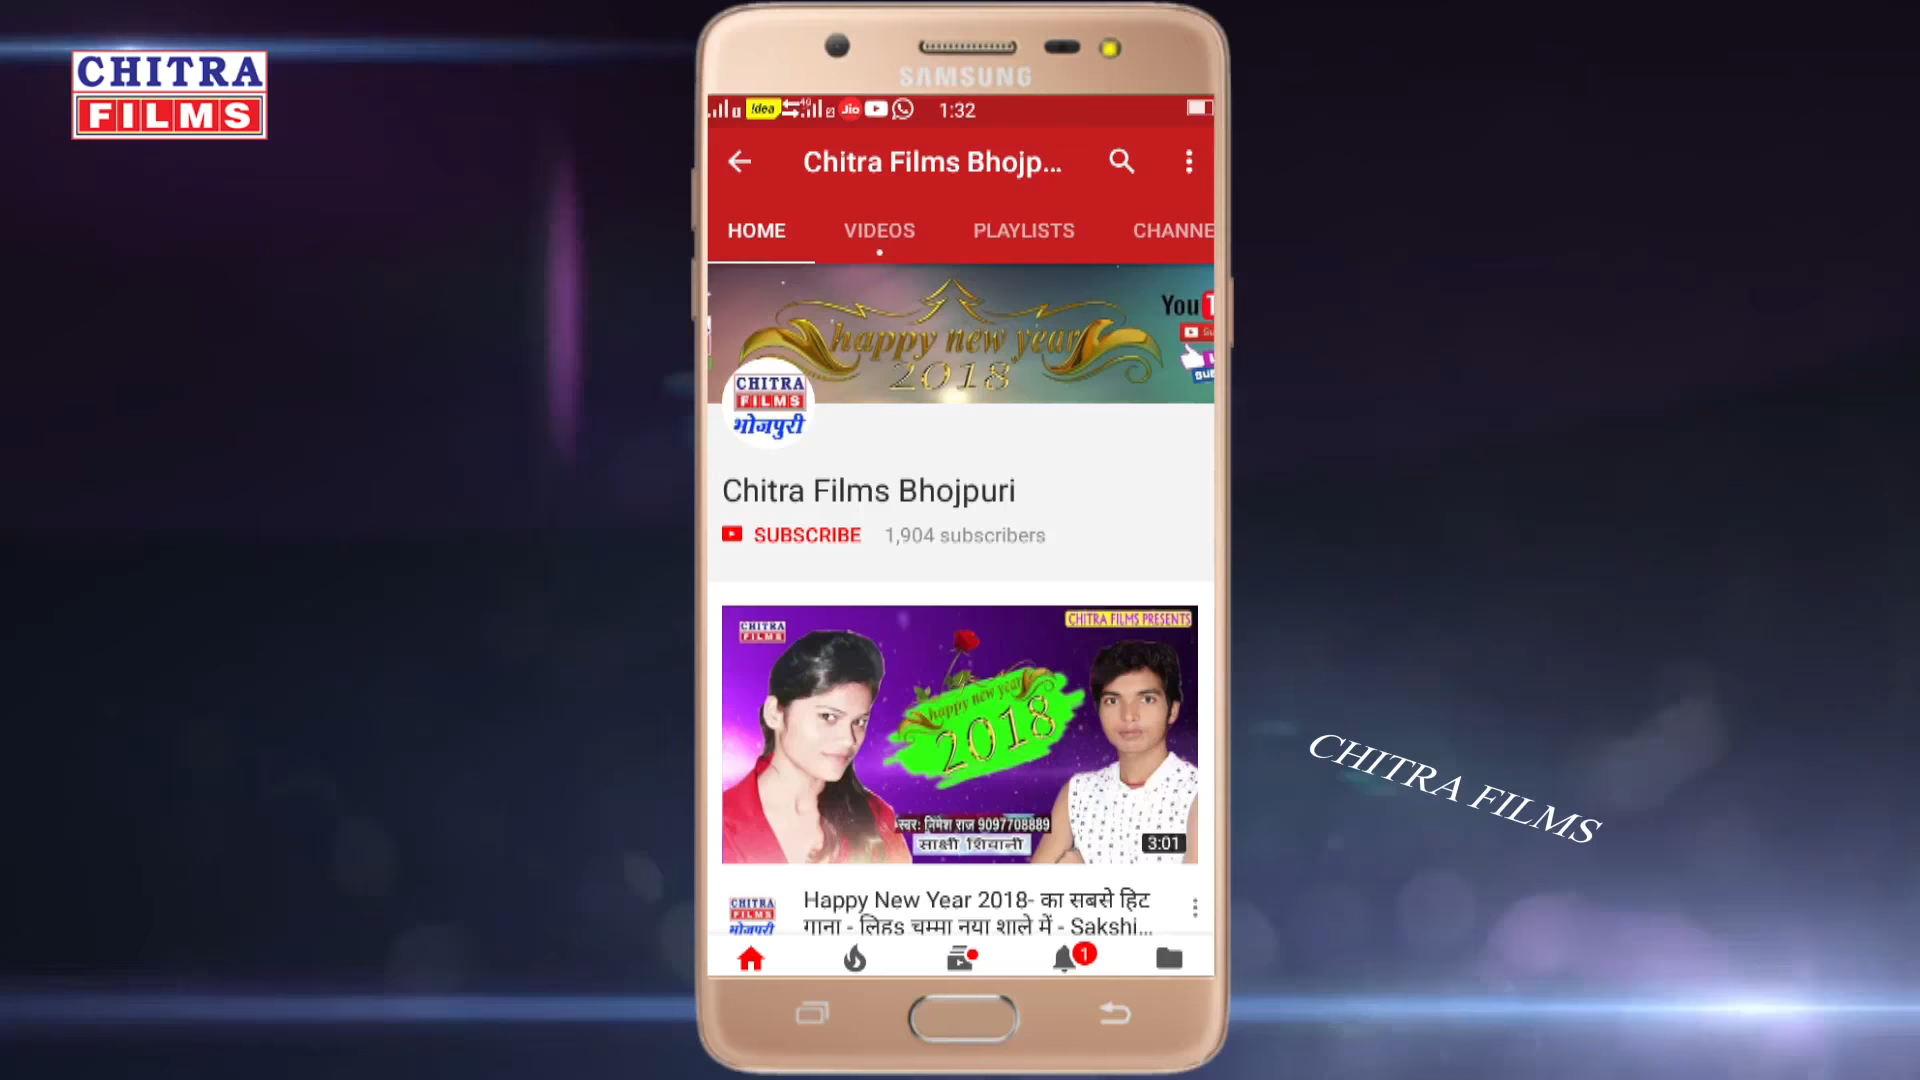 CHITRA
FILMS
SAMSUNG
!dea
4G
Jio
1:32
Chitra Films Bhojp...
HOME
VIDEOS
PLAYLISTS
CHANNE
happy new year
2018
You
CHITRA
FILMS
भोजपुरी
Chitra Films Bhojpuri
SUBSCRIBE
1,904 subscribers
CHITRA
FILMS
CHITRA FILMS PRESENTS
happy new year
2018
स्वर: निमेश राज 9097708889
साक्षी शिवानी
3:01
CHITRA
FILMS
भोजपुरी
Happy New Year 2018- का सबसे हिट
गाना - लिहs चुम्मा नया शाले में - Sakshi...
1
CHITRA FILMS